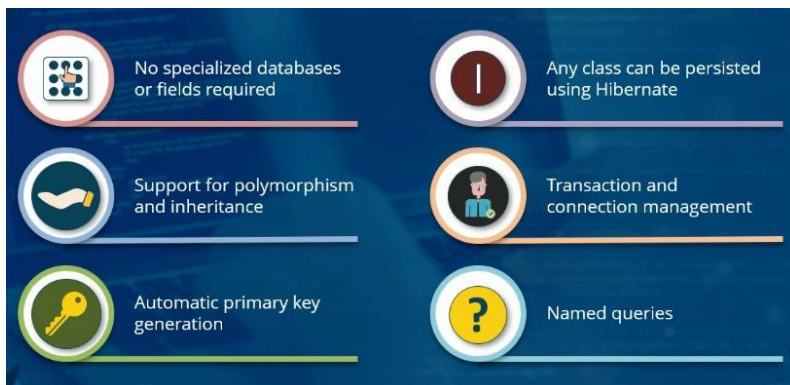 No specialized databases
or fields required
Any class can be persisted
using Hibernate
Support for polymorphism
and inheritance
Transaction and
connection management
Automatic primary key
generation
?
Named queries